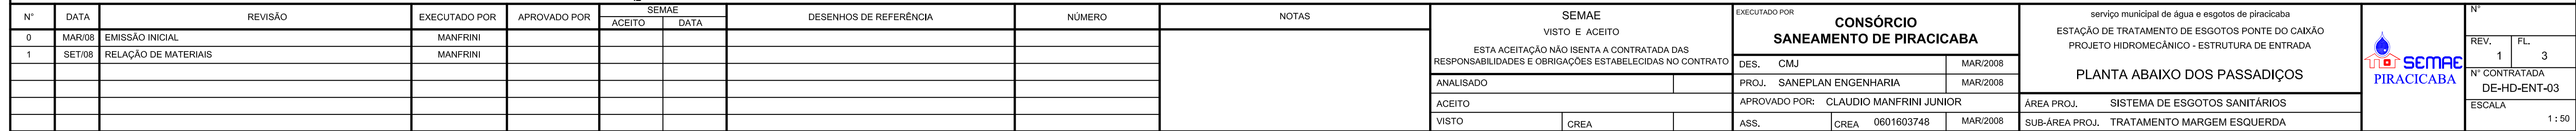 N° DATA REVISÃO EXECUTADO POR APROVADO POR SEMAE ACEITO DATA DESENHOS DE REFERÊNCIA NÚMERO NOTAS
0 MAR/08 EMISSÃO INICIAL MANFRINI
1 SET/08 RELAÇÃO DE MATERIAIS MANFRINI
SEMAE
VISTO E ACEITO
ESTA ACEITAÇÃO NÃO ISENTA A CONTRATADA DAS
RESPONSABILIDADES E OBRIGAÇÕES ESTABELECIDAS NO CONTRATO
ANALISADO
ACEITO
VISTO CREA
EXECUTADO POR
CONSÓRCIO
SANEAMENTO DE PIRACICABA
DES. CMJ MAR/2008
PROJ. SANEPLAN ENGENHARIA MAR/2008
APROVADO POR: CLAUDIO MANFRINI JUNIOR
ASS. CREA 0601603748 MAR/2008
serviço municipal de água e esgotos de piracicaba
ESTAÇÃO DE TRATAMENTO DE ESGOTOS PONTE DO CAIXÃO
PROJETO HIDROMECÂNICO - ESTRUTURA DE ENTRADA
PLANTA ABAIXO DOS PASSADIÇOS
ÁREA PROJ. SISTEMA DE ESGOTOS SANITÁRIOS
SUB-ÁREA PROJ. TRATAMENTO MARGEM ESQUERDA
SEMAE
PIRACICABA
N°
REV. 1 FL. 3
N° CONTRATADA
DE-HD-ENT-03
ESCALA
1 : 50